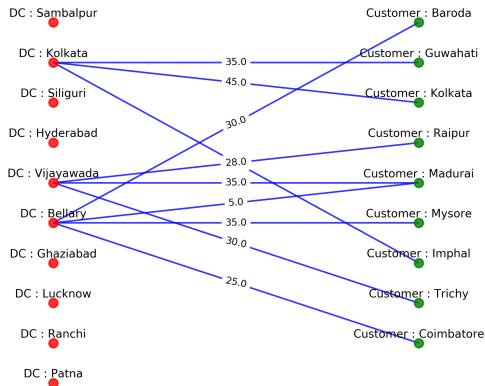 DC : Sambalpur
Customer : Baroda
DC : Kolkata
Customer : Guwahati
35.0
45.0
DC : Siliguri
Customer : Kolkata
30.0
DC : Hyderabad
Customer : Raipur
28.0
DC : Vijayawada
Customer : Madurai
35.0
5.0
DC : Bellary
Customer : Mysore
35.0
30.0
DC : Ghaziabad
Customer : Imphal
25.0
DC : Lucknow
Customer : Trichy
DC : Ranchi
Customer : Coimbatore
DC : Patna